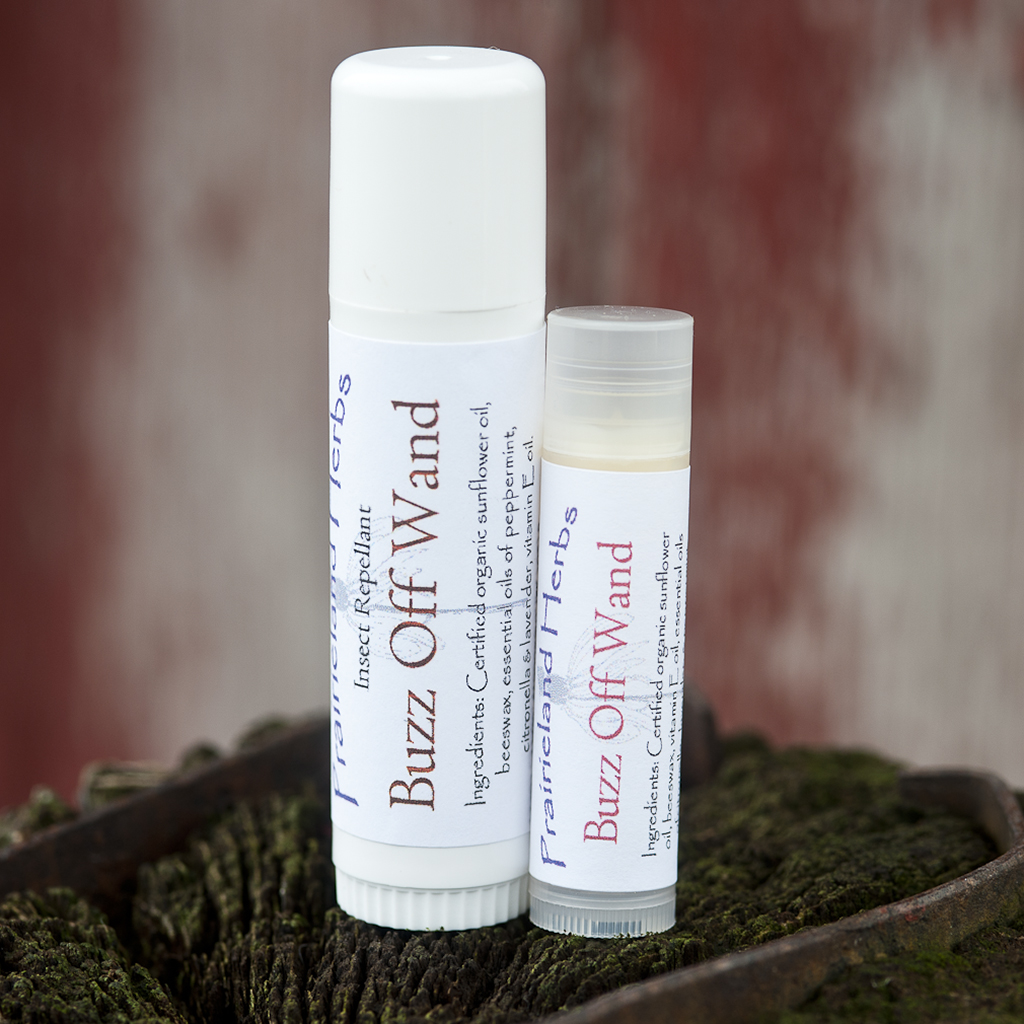 Prairieland Herbs
Insect Repellant
Buzz Off Wand
Ingredients: Certified organic sunflower oil,
beeswax, essential oils of peppermint,
citronella & lavender, vitamin E oil.
Prairieland Herbs
Buzz Off Wand
Ingredients: Certified organic sunflower
oil, beeswax, vitamin E oil, essential oils